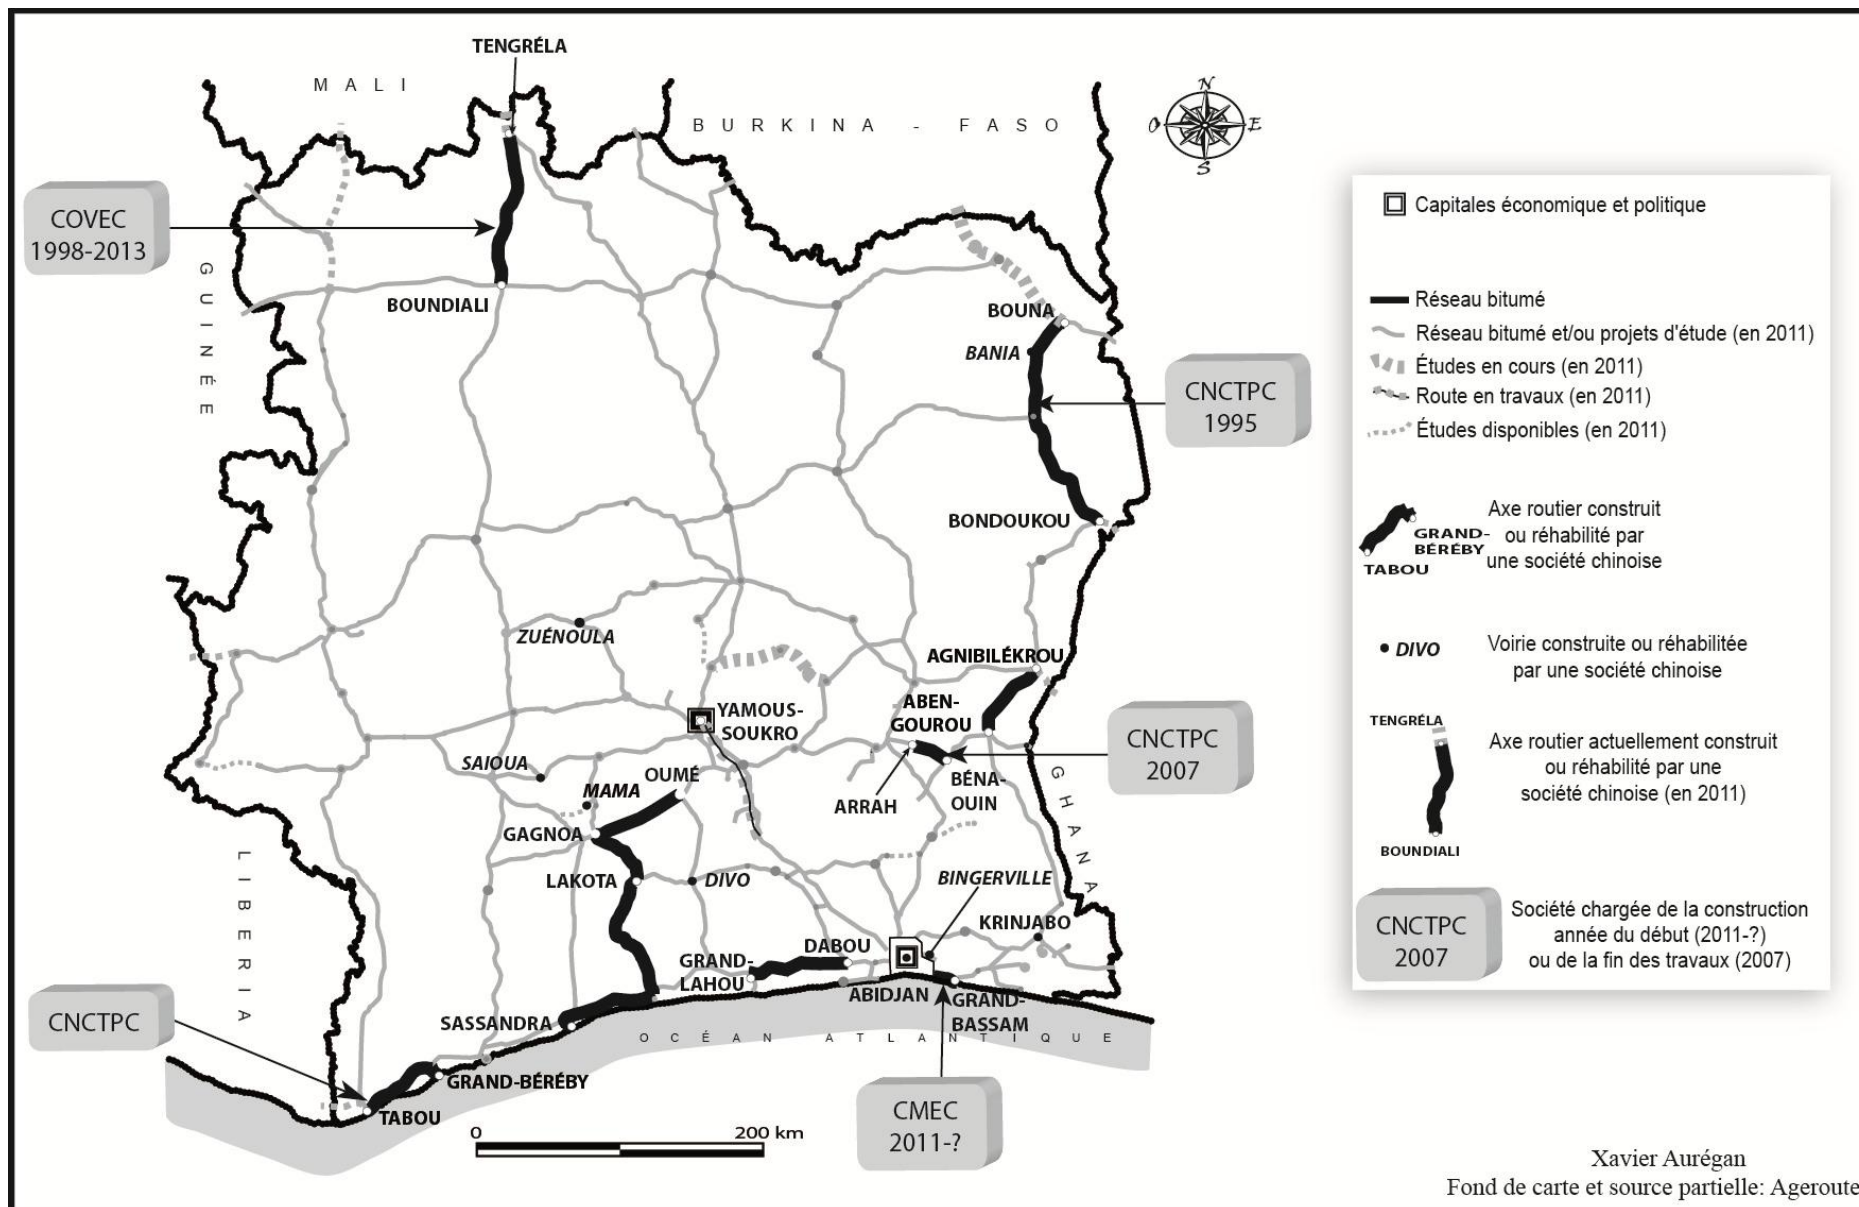 TENGRÉLA
MALI
BURKINA - FASO
N
O
E
S
COVEC
1998-2013
GUINÉE
BOUNDIALI
BOUNA
BANIA
CNCTPC
1995
BONDOUKOU
ZUÉNOULA
AGNIBILÉKROU
ABEN-
GOUROU
YAMOUS-
SOUKRO
CNCTPC
2007
SAIOUA
OUMÉ
MAMA
BÉNA-
OUIN
ARRAH
GHANA
GAGNOA
LIBERIA
LAKOTA
DIVO
BINGERVILLE
KRINJABO
DABOU
GRAND-
LAHOU
ABIDJAN
GRAND-
BASSAM
SASSANDRA
OCÉAN ATLANTIQUE
CNCTPC
GRAND-BÉRÉBY
TABOU
CMEC
2011-?
0
200 km
Capitales économique et politique
Réseau bitumé
Réseau bitumé et/ou projets d'étude (en 2011)
Études en cours (en 2011)
Route en travaux (en 2011)
Études disponibles (en 2011)
GRAND-
BÉRÉBY
TABOU
Axe routier construit
ou réhabilité par
une société chinoise
DIVO
Voirie construite ou réhabilitée
par une société chinoise
TENGRÉLA
BOUNDIALI
Axe routier actuellement construit
ou réhabilité par une
société chinoise (en 2011)
CNCTPC
2007
Société chargée de la construction
année du début (2011-?)
ou de la fin des travaux (2007)
Xavier Aurégan
Fond de carte et source partielle: Ageroute